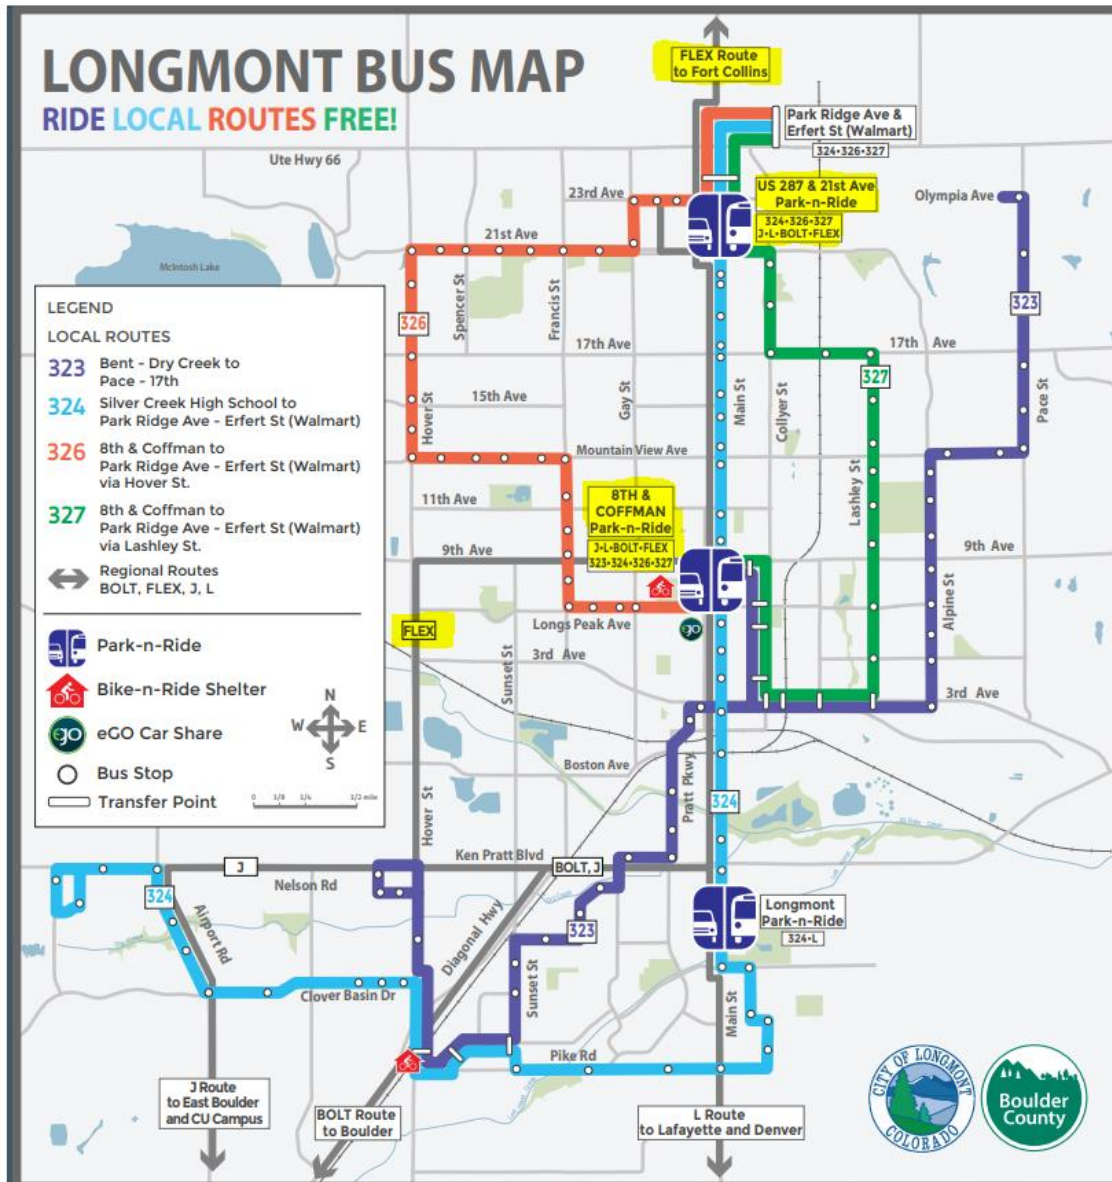 LONGMONT BUS MAP
RIDE LOCAL ROUTES FREE!
FLEX Route
to Fort Collins
Park Ridge Ave &
Erfert St (Walmart)
324•326•327
Ute Hwy 66
23rd Ave
US 287 & 21st Ave
Park-n-Ride
324•326•327
J•L•BOLT•FLEX
Olympia Ave
21st Ave
McIntosh Lake
LEGEND
LOCAL ROUTES
323 Bent - Dry Creek to
Pace - 17th
324 Silver Creek High School to
Park Ridge Ave - Erfert St (Walmart)
326 8th & Coffman to
Park Ridge Ave - Erfert St (Walmart)
via Hover St.
327 8th & Coffman to
Park Ridge Ave - Erfert St (Walmart)
via Lashley St.
Regional Routes
BOLT, FLEX, J, L
Park-n-Ride
Bike-n-Ride Shelter
eGO Car Share
Bus Stop
Transfer Point
N
W E
S
0 1/8 1/4 1/2 mile
326
Spencer St
Francis St
323
17th Ave
17th Ave
327
15th Ave
Hover St
Gay St
Main St
Collyer St
Pace St
Mountain View Ave
Lashley St
11th Ave
8TH &
COFFMAN
Park-n-Ride
J•L•BOLT•FLEX
323•324•326•327
9th Ave
9th Ave
Alpine St
FLEX
Longs Peak Ave
eGO
3rd Ave
Sunset St
3rd Ave
Boston Ave
Pratt Pkwy
324
Hover St
Ken Pratt Blvd
J
BOLT, J
Nelson Rd
324
Airport Rd
Diagonal Hwy
323
Longmont
Park-n-Ride
324•L
Clover Basin Dr
Sunset St
Main St
Pike Rd
J Route
to East Boulder
and CU Campus
BOLT Route
to Boulder
L Route
to Lafayette and Denver
CITY OF LONGMONT
COLORADO
Boulder
County